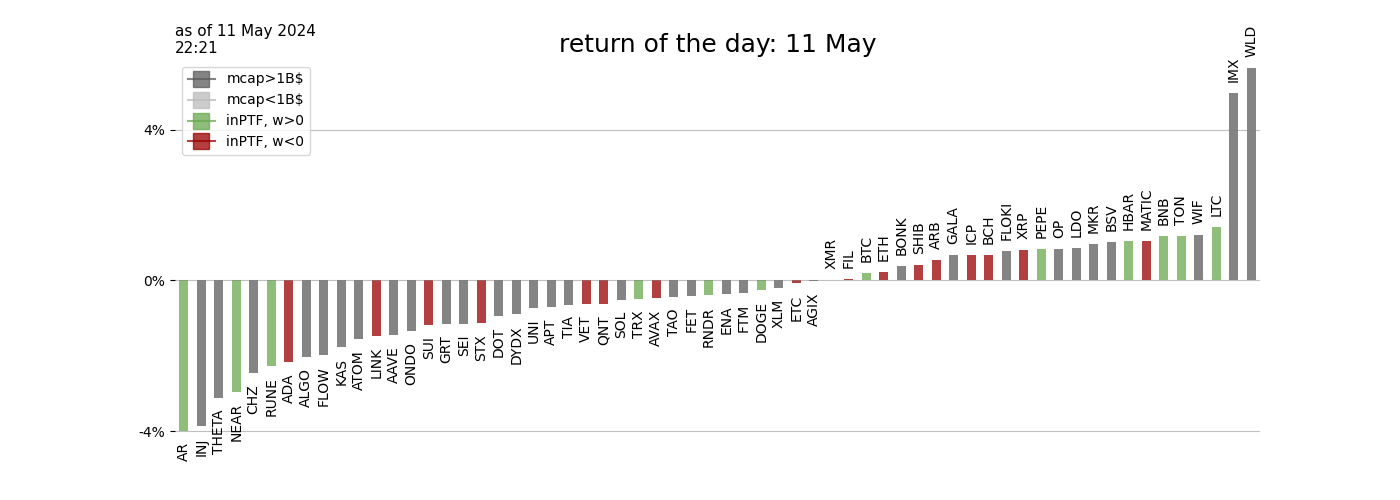 as of 11 May 2024
22:21
return of the day: 11 May
mcap>1B$
mcap<1B$
inPTF, w>0
inPTF, w<0
4%
0%
-4%
AR
INJ
THETA
NEAR
CHZ
RUNE
ADA
ALGO
FLOW
KAS
ATOM
LINK
AAVE
ONDO
SUI
GRT
SEI
STX
DOT
DYDX
UNI
APT
TIA
VET
QNT
SOL
TRX
AVAX
TAO
FET
RNDR
ENA
FTM
DOGE
XLM
ETC
AGIX
XMR
FIL
BTC
ETH
BONK
SHIB
ARB
GALA
ICP
BCH
FLOKI
XRP
PEPE
OP
LDO
MKR
BSV
HBAR
MATIC
BNB
TON
WIF
LTC
IMX
WLD